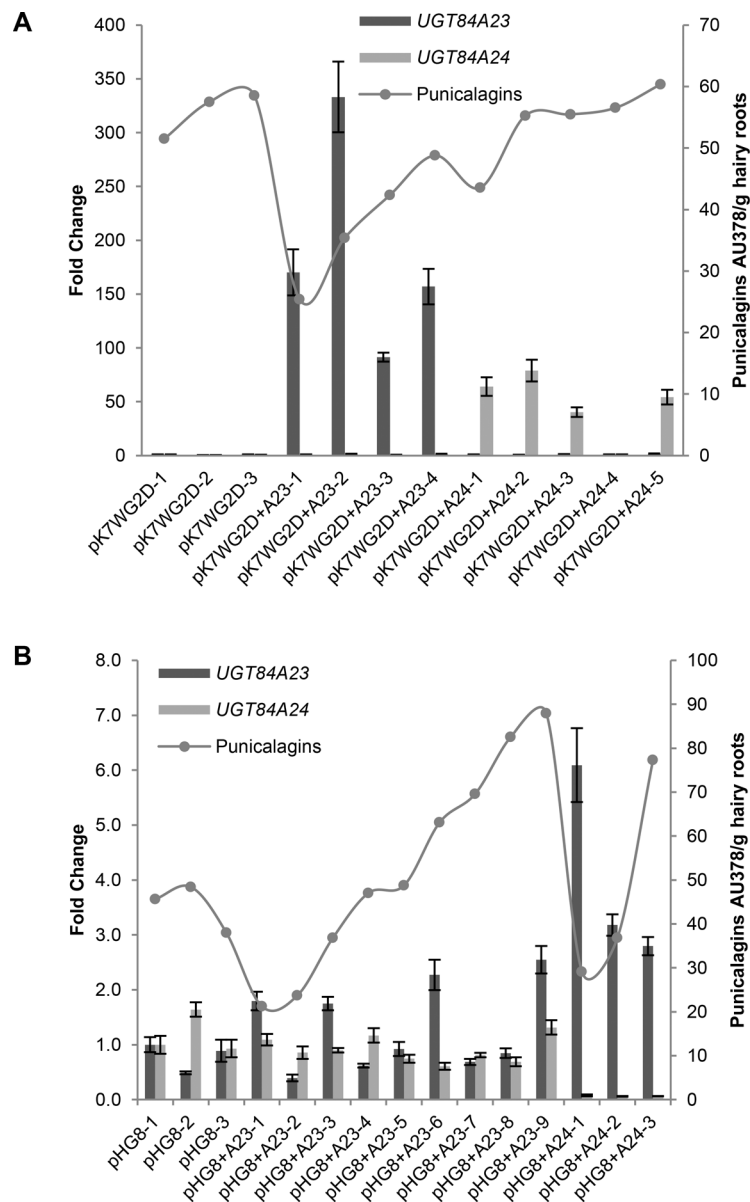 A
UGT84A23
UGT84A24
Punicalagins
Fold Change
400
350
300
250
200
150
100
50
0
70
60
50
40
30
20
10
0
Punicalagins AU378/g hairy roots
pK7WG2D-1
pK7WG2D-2
pK7WG2D-3
pK7WG2D+A23-1
pK7WG2D+A23-2
pK7WG2D+A23-3
pK7WG2D+A23-4
pK7WG2D+A24-1
pK7WG2D+A24-2
pK7WG2D+A24-3
pK7WG2D+A24-4
pK7WG2D+A24-5
B
UGT84A23
UGT84A24
Punicalagins
Fold Change
8.0
7.0
6.0
5.0
4.0
3.0
2.0
1.0
0.0
100
90
80
70
60
50
40
30
20
10
0
Punicalagins AU378/g hairy roots
pHG8-1
pHG8-2
pHG8-3
pHG8+A23-1
pHG8+A23-2
pHG8+A23-3
pHG8+A23-4
pHG8+A23-5
pHG8+A23-6
pHG8+A23-7
pHG8+A23-8
pHG8+A23-9
pHG8+A24-1
pHG8+A24-2
pHG8+A24-3